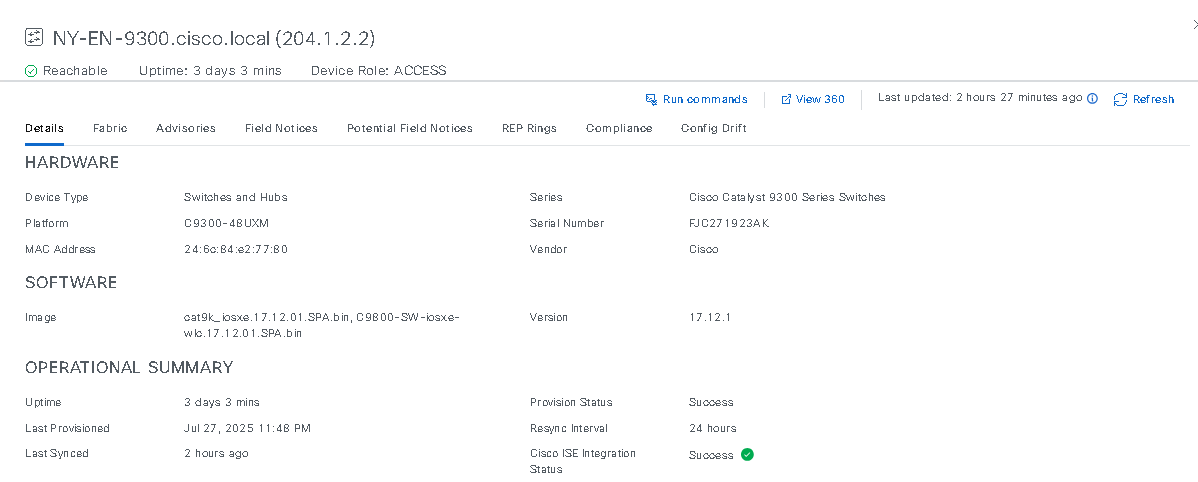 NY-EN-9300.cisco.local (204.1.2.2)
Reachable Uptime: 3 days 3 mins Device Role: ACCESS
Run commands View 360 Last updated: 2 hours 27 minutes ago Refresh
Details Fabric Advisories Field Notices Potential Field Notices REP Rings Compliance Config Drift
HARDWARE
Device Type Switches and Hubs Series Cisco Catalyst 9300 Series Switches
Platform C9300-48UXM Serial Number FJC271923AK
MAC Address 24:6c:84:e2:77:80 Vendor Cisco
SOFTWARE
Image cat9k_iosxe.17.12.01.SPA.bin, C9800-SW-iosxe- Version 17.12.1
wlc.17.12.01.SPA.bin
OPERATIONAL SUMMARY
Uptime 3 days 3 mins Provision Status Success
Last Provisioned Jul 27, 2025 11:48 PM Resync Interval 24 hours
Last Synced 2 hours ago Cisco ISE Integration Success
Status